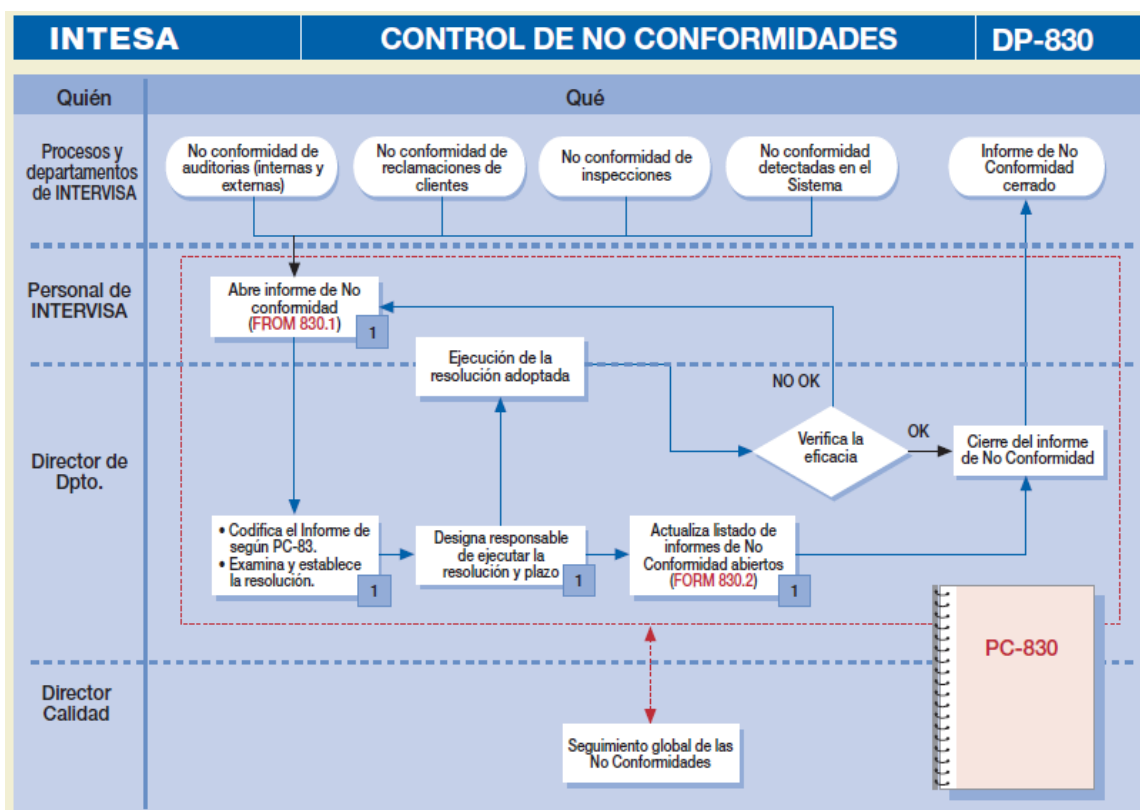 INTESA
CONTROL DE NO CONFORMIDADES
DP-830
Quién
Qué
Procesos y
departamentos
de INTERVISA
No conformidad de
auditorias (internas y
externas)
No conformidad de
reclamaciones de
clientes
No conformidad de
inspecciones
No conformidad
detectadas en el
Sistema
Informe de No
Conformidad
cerrado
Personal de
INTERVISA
Abre informe de No
conformidad
(FROM 830.1)
1
Ejecución de la
resolución adoptada
NO OK
Director de
Dpto.
Verifica la
eficacia
OK
Cierre del informe
de No Conformidad
• Codifica el Informe de
según PC-83.
• Examina y establece
la resolución.
1
Designa responsable
de ejecutar la
resolución y plazo
1
Actualiza listado de
informes de No
Conformidad abiertos
(FORM 830.2)
1
PC-830
Director
Calidad
Seguimiento global de las
No Conformidades